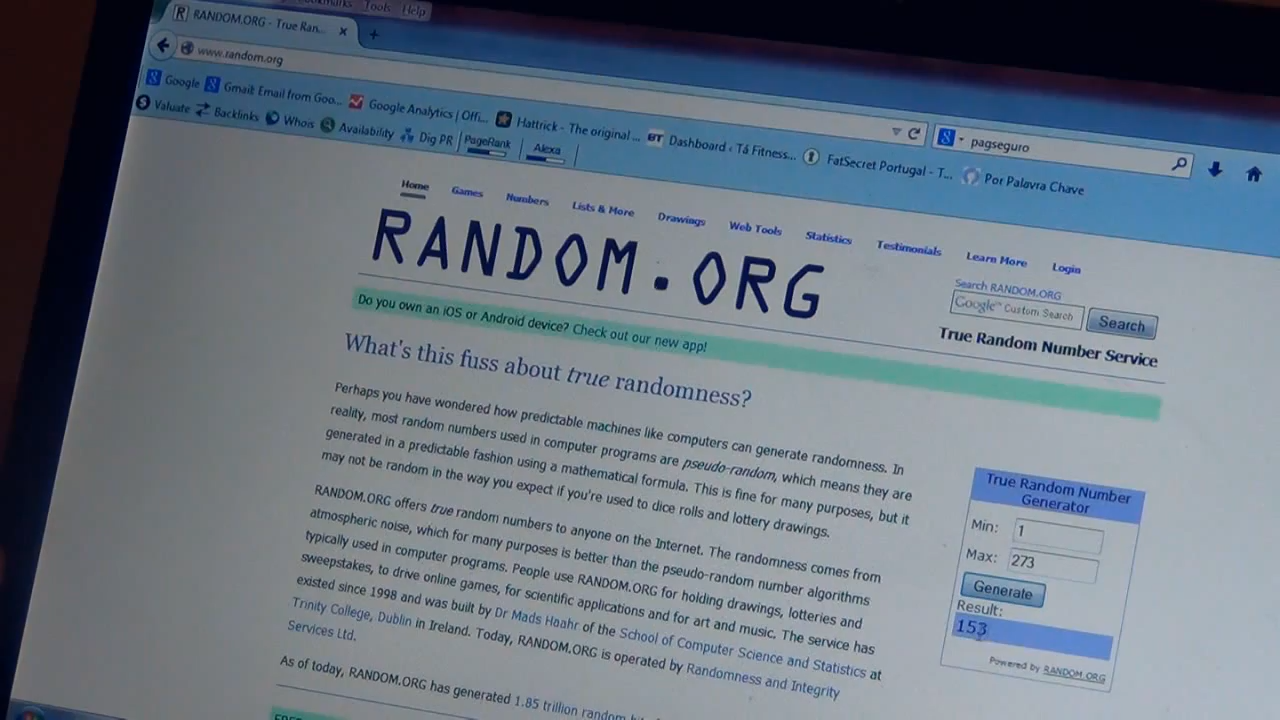 Bookmarks Tools Help
RANDOM.ORG - True Ran...
www.random.org
pagseguro
Google Gmail: Email from Goo... Google Analytics | Offi... Hattrick - The original ... Dashboard ‹ Tá Fitness... FatSecret Portugal - T... Por Palavra Chave
Valuate Backlinks Whois Availability Dig PR PageRank Alexa
Home Games Numbers Lists & More Drawings Web Tools Statistics Testimonials Learn More Login
RANDOM.ORG
Search RANDOM.ORG
Google™ Custom Search Search
True Random Number Service
Do you own an iOS or Android device? Check out our new app!
What's this fuss about true randomness?
Perhaps you have wondered how predictable machines like computers can generate randomness. In
reality, most random numbers used in computer programs are pseudo-random, which means they are
generated in a predictable fashion using a mathematical formula. This is fine for many purposes, but it
may not be random in the way you expect if you're used to dice rolls and lottery drawings.
RANDOM.ORG offers true random numbers to anyone on the Internet. The randomness comes from
atmospheric noise, which for many purposes is better than the pseudo-random number algorithms
typically used in computer programs. People use RANDOM.ORG for holding drawings, lotteries and
sweepstakes, to drive online games, for scientific applications and for art and music. The service has
existed since 1998 and was built by Dr Mads Haahr of the School of Computer Science and Statistics at
Trinity College, Dublin in Ireland. Today, RANDOM.ORG is operated by Randomness and Integrity
Services Ltd.
As of today, RANDOM.ORG has generated 1.85 trillion random
True Random Number
Generator
Min: 1
Max: 273
Generate
Result:
153
Powered by RANDOM.ORG